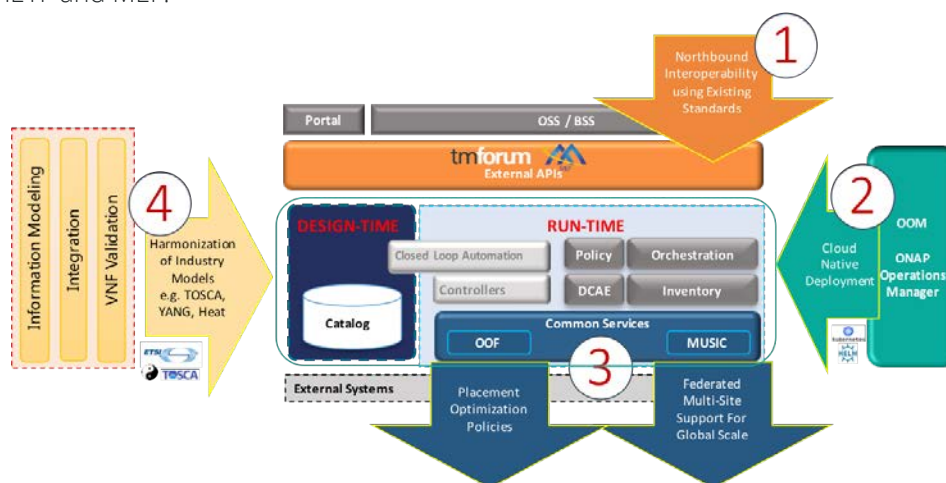 1
Northbound
Interoperability
using Existing
Standards
Portal
OSS / BSS
tmforum
External APIs
Information Modeling
Integration
VNF Validation
4
Harmonization
of Industry
Models
e.g. TOSCA,
YANG, Heat
ETSI
TOSCA
DESIGN-TIME
RUN-TIME
Closed Loop Automation
Policy
Orchestration
Controllers
DCAE
Inventory
Catalog
Common Services
OOF
MUSIC
3
External Systems
Placement
Optimization
Policies
Federated
Multi-Site
Support For
Global Scale
2
Cloud
Native
Deployment
OOM
ONAP
Operations
Manager
kubernetes
HELM